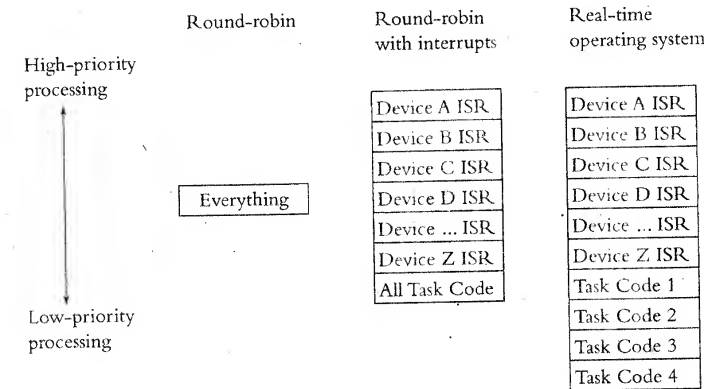 Round-robin
Round-robin
with interrupts
Real-time
operating system
High-priority
processing
Everything
Low-priority
processing
Device A ISR
Device B ISR
Device C ISR
Device D ISR
Device ... ISR
Device Z ISR
All Task Code
Device A ISR
Device B ISR
Device C ISR
Device D ISR
Device ... ISR
Device Z ISR
Task Code 1
Task Code 2
Task Code 3
Task Code 4